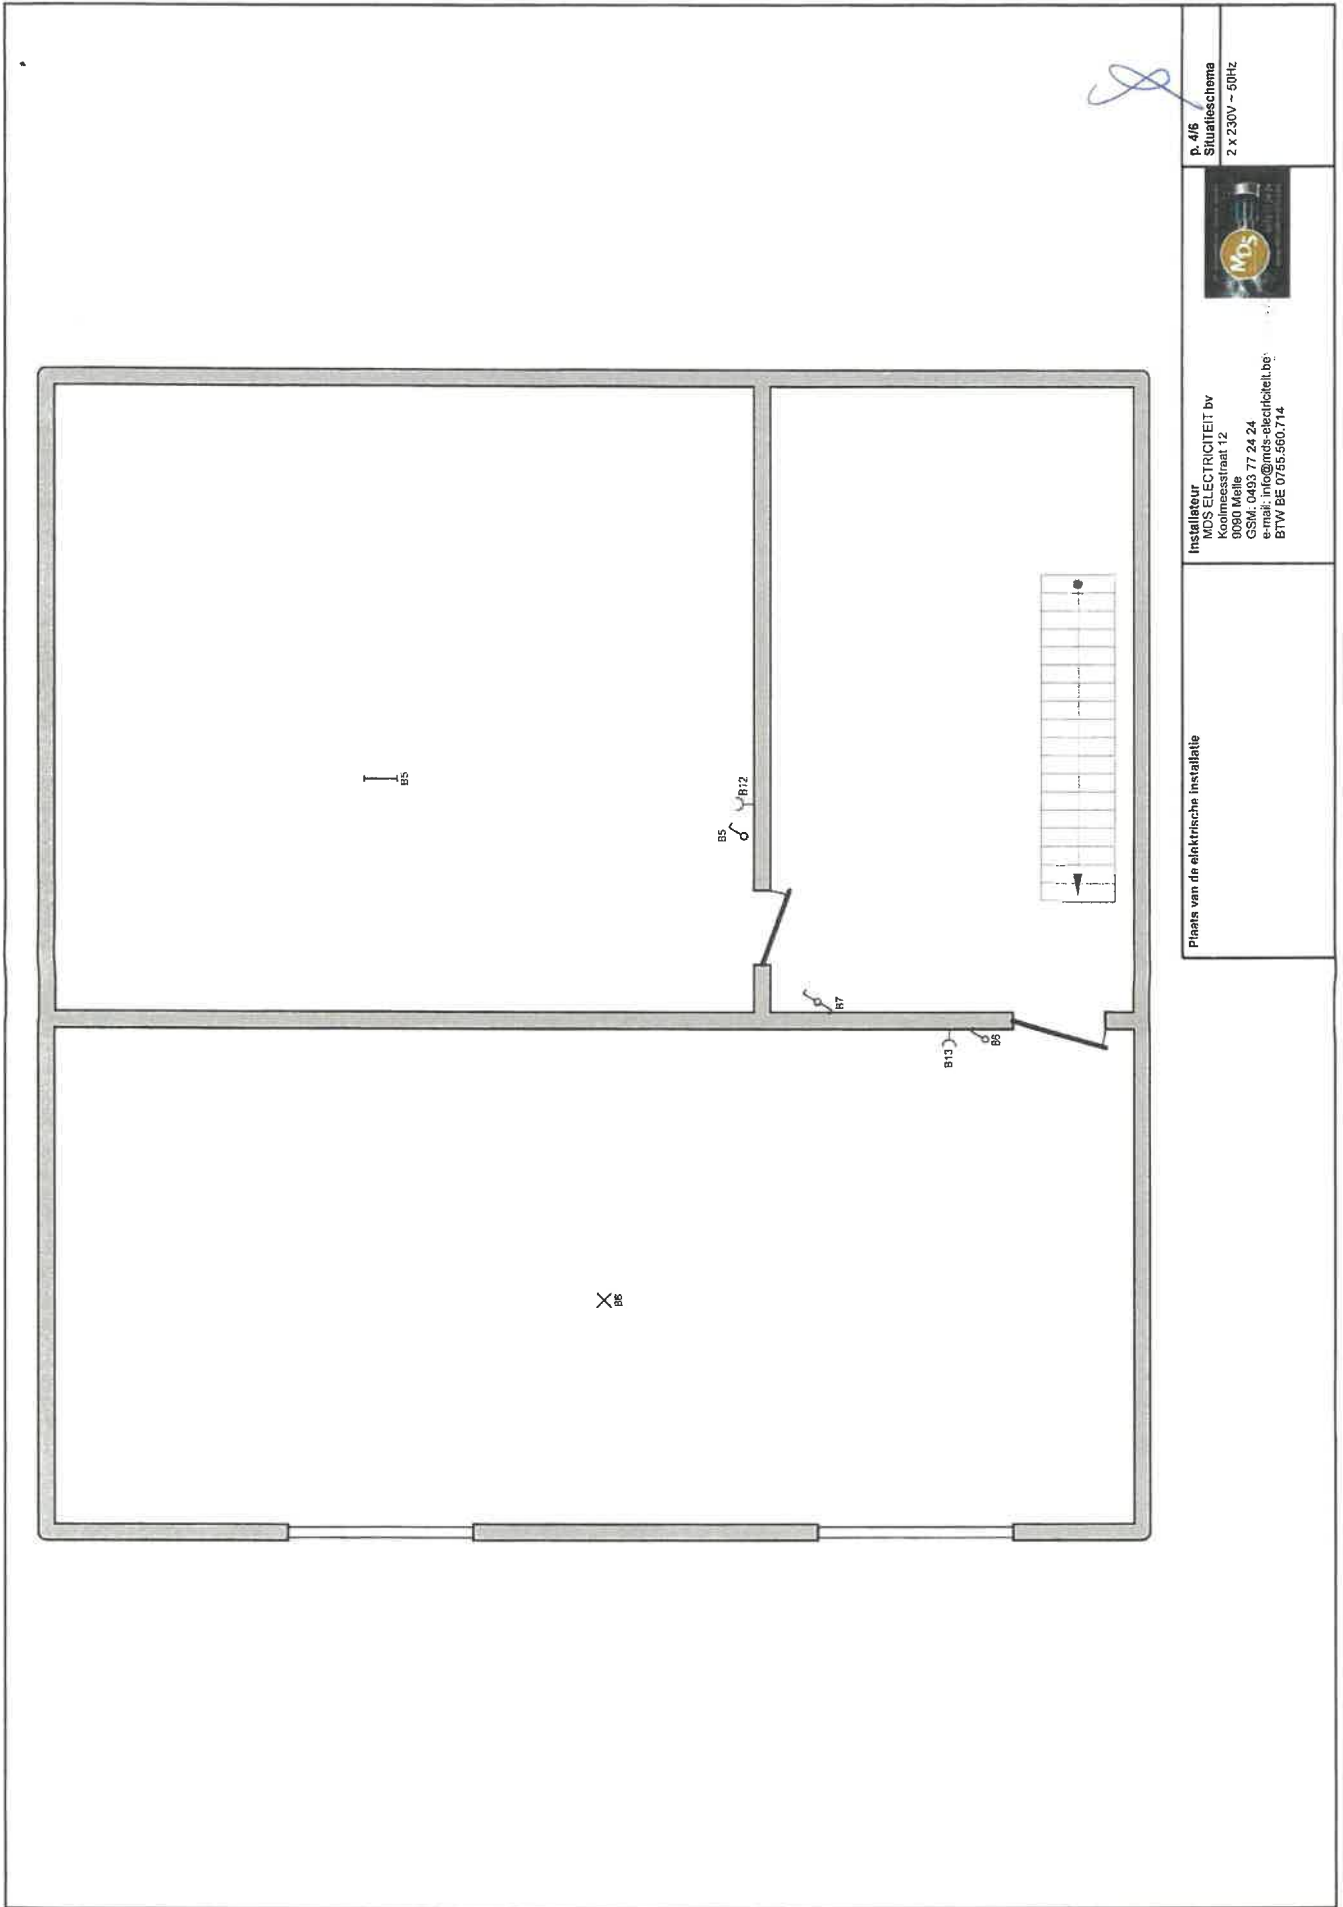 B5
B12
B5
B7
B6
B13
B6
Plaats van de elektrische installatie
Installateur
MDS ELECTRICITEIT bv
Koolmeesstraat 12
9090 Melle
GSM: 0493 77 24 24
e-mail: info@mds-electriciteit.be
BTW BE 0755.560.714
MDS
p. 4/6
Situatieschema
2 x 230V ~ 50Hz